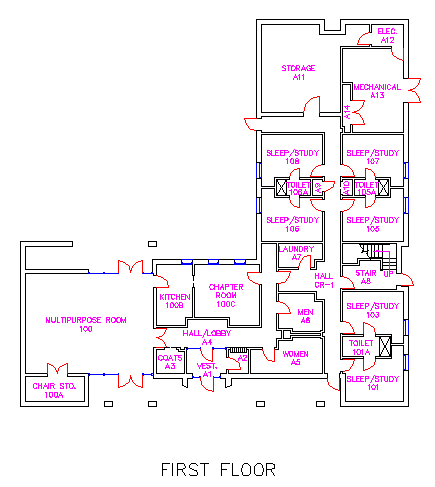 ELEC.
A12
STORAGE
A11
MECHANICAL
A13
A14
SLEEP/STUDY
108
SLEEP/STUDY
107
TOILET
106A
A9
A10
TOILET
105A
SLEEP/STUDY
106
SLEEP/STUDY
105
LAUNDRY
A7
STAIR
A8
UP
HALL
CR-1
KITCHEN
100B
CHAPTER
ROOM
100C
MULTIPURPOSE ROOM
100
MEN
A6
SLEEP/STUDY
103
HALL/LOBBY
A4
TOILET
101A
COATS
A3
VEST.
A1
A2
WOMEN
A5
CHAIR STO.
100A
SLEEP/STUDY
101
FIRST FLOOR